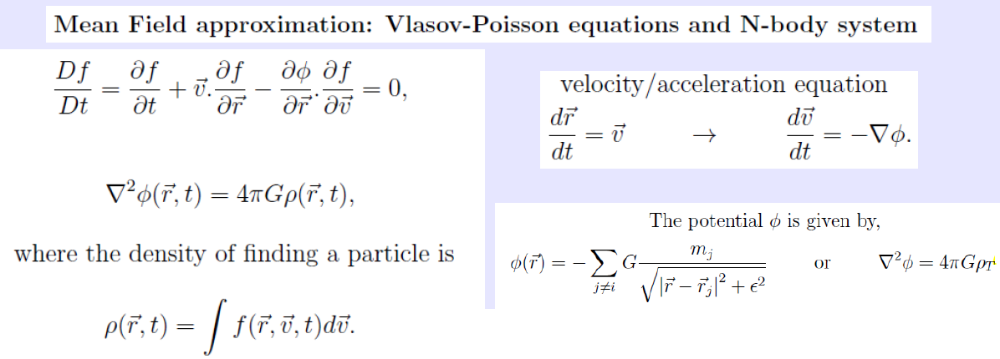 Mean Field approximation: Vlasov-Poisson equations and N-body system
Df/Dt = ∂f/∂t + v⃗.∂f/∂r⃗ − ∂ϕ/∂r⃗.∂f/∂v⃗ = 0,
∇²ϕ(r⃗, t) = 4πGρ(r⃗, t),
where the density of finding a particle is
ρ(r⃗, t) = ∫ f(r⃗, v⃗, t)dv⃗.
velocity/acceleration equation
dr⃗/dt = v⃗ → dv⃗/dt = −∇ϕ.
The potential ϕ is given by,
ϕ(r⃗) = − ∑_{j≠i} G m_j/√(|r⃗ − r⃗_j|² + ϵ²) or ∇²ϕ = 4πGρ_T